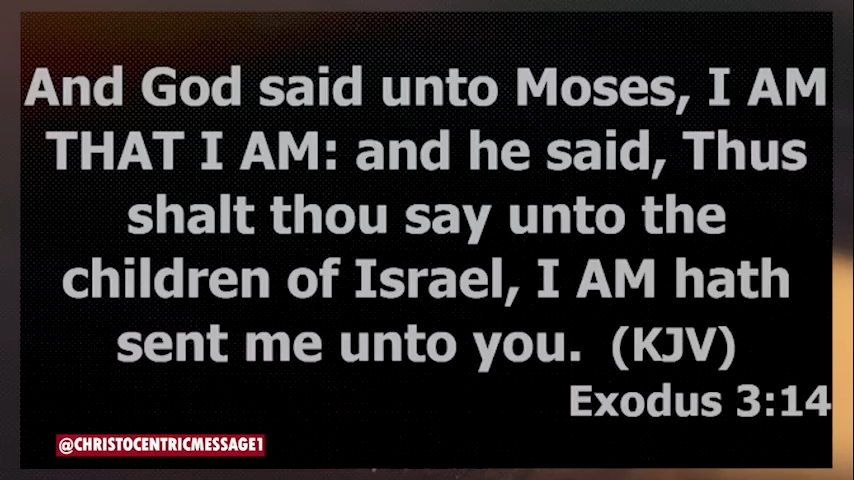 And God said unto Moses, I AM
THAT I AM: and he said, Thus
shalt thou say unto the
children of Israel, I AM hath
sent me unto you. (KJV)
Exodus 3:14
@CHRISTOCENTRICMESSAGE1